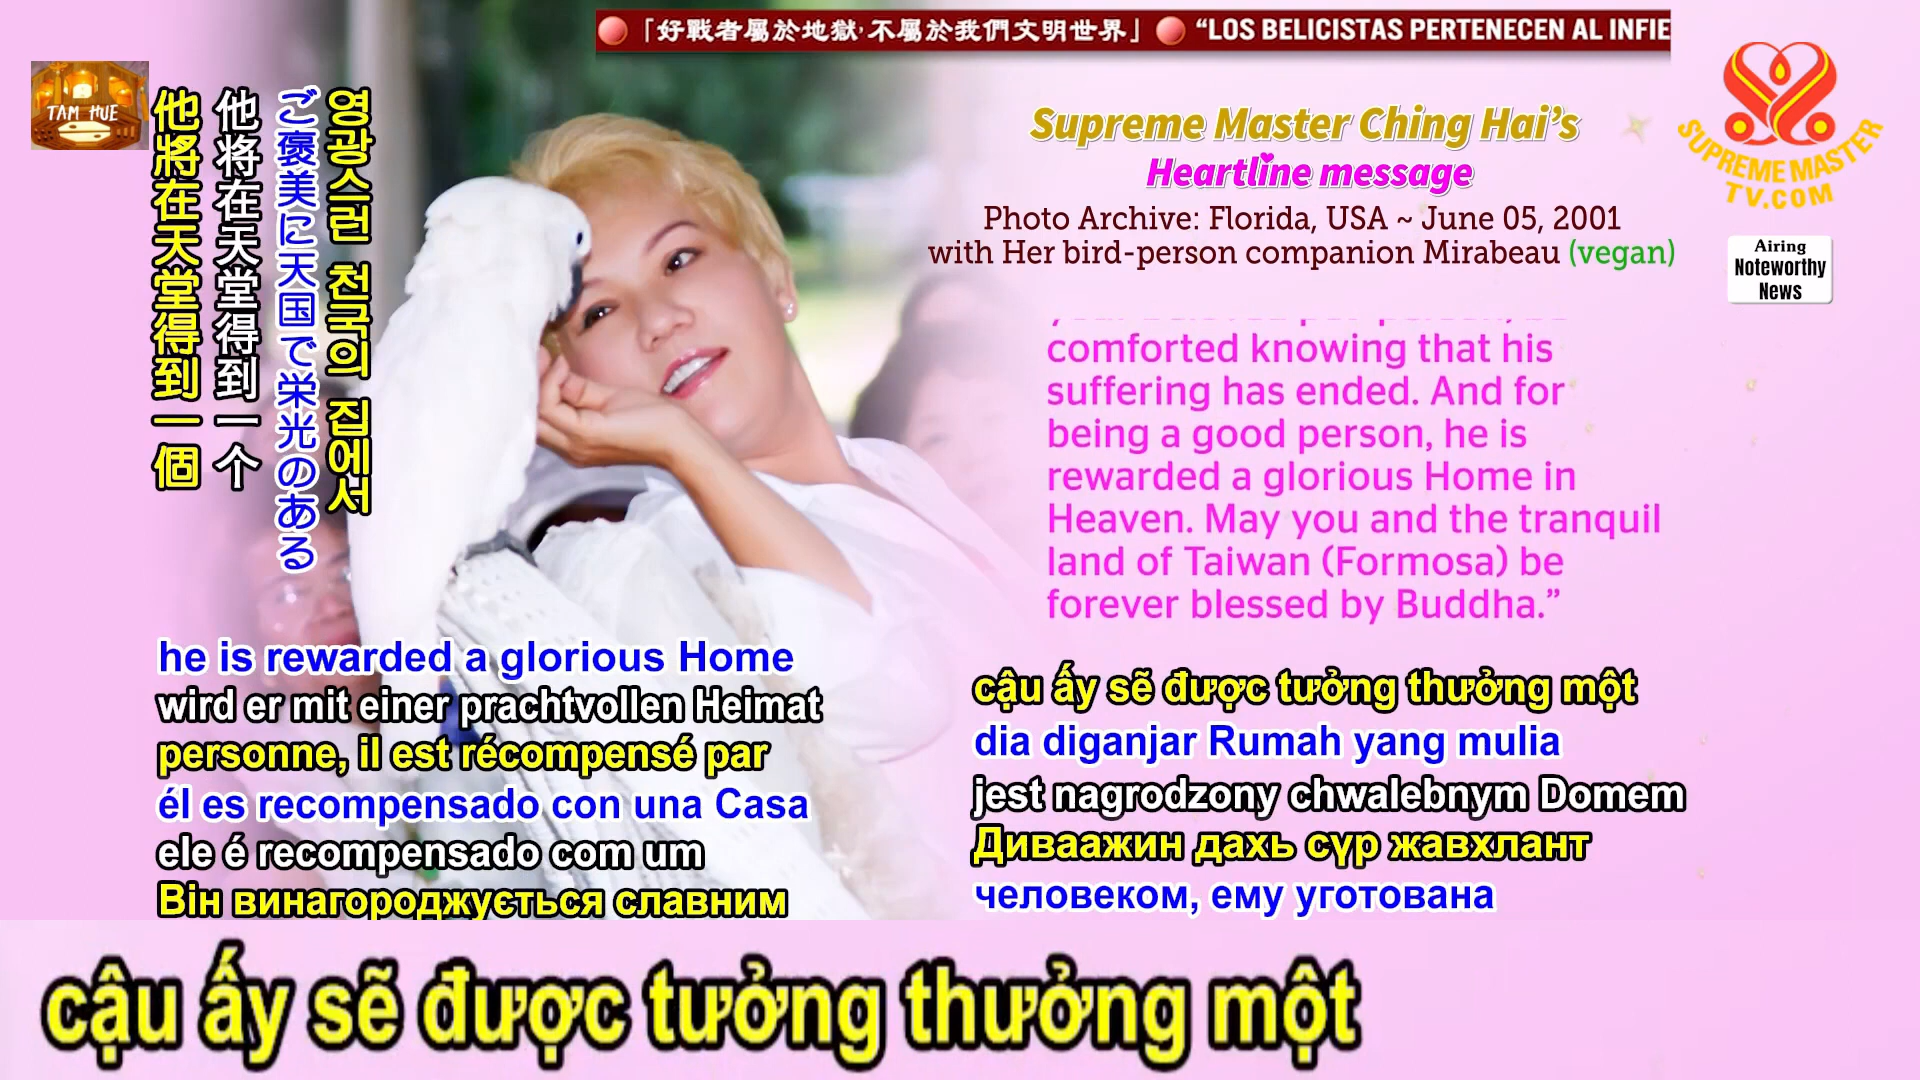 「好戰者屬於地獄，不屬於我們文明世界」 “LOS BELICISTAS PERTENECEN AL INFIE
TAM HUE
他將在天堂得到一個
他将在天堂得到一个
ご褒美に天国で栄光のある
영광스런 천국의 집에서
Supreme Master Ching Hai’s
Heartline message
Photo Archive: Florida, USA ~ June 05, 2001
with Her bird-person companion Mirabeau (vegan)
SUPREME MASTER
TV.COM
Airing
Noteworthy
News
comforted knowing that his
suffering has ended. And for
being a good person, he is
rewarded a glorious Home in
Heaven. May you and the tranquil
land of Taiwan (Formosa) be
forever blessed by Buddha.”
he is rewarded a glorious Home
wird er mit einer prachtvollen Heimat
personne, il est récompensé par
él es recompensado con una Casa
ele é recompensado com um
Він винагороджується славним
cậu ấy sẽ được tưởng thưởng một
dia diganjar Rumah yang mulia
jest nagrodzony chwalebnym Domem
Диваажин дахь сүр жавхлант
человеком, ему уготована
cậu ấy sẽ được tưởng thưởng một